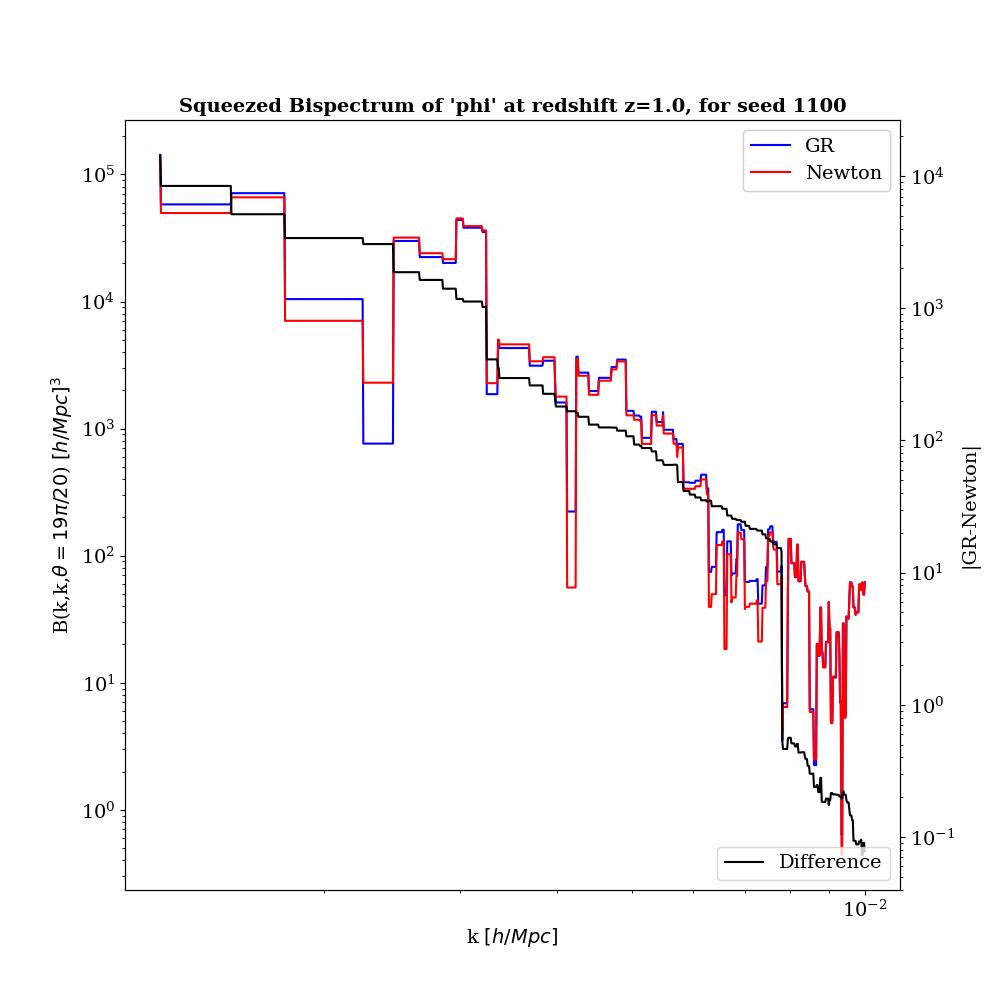 Squeezed Bispectrum of 'phi' at redshift z=1.0, for seed 1100
GR
Newton
10^5
10^4
10^3
10^2
10^1
10^0
B(k,k,θ = 19π/20) [h/Mpc]^3
10^4
10^3
10^2
10^1
10^0
10^−1
|GR-Newton|
Difference
10^−2
k [h/Mpc]